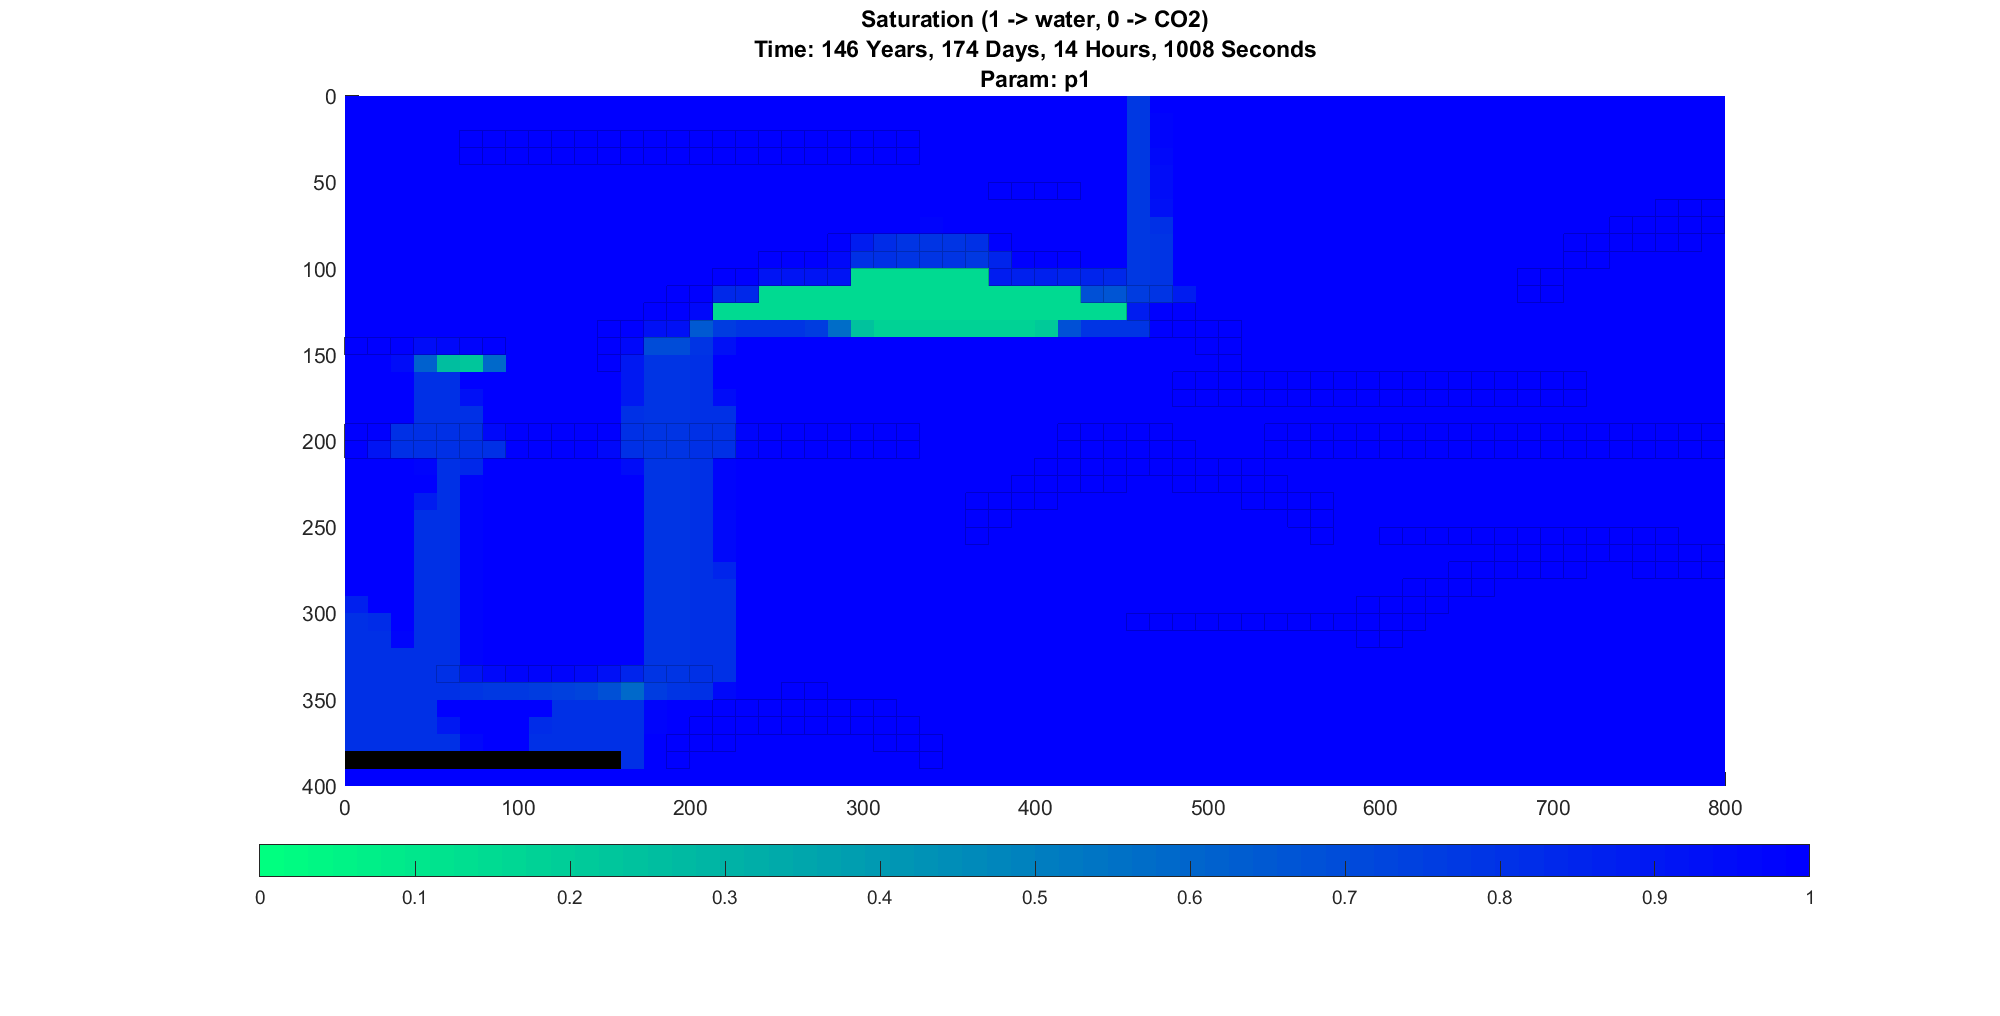 Saturation (1 -> water, 0 -> CO2)
Time: 146 Years, 174 Days, 14 Hours, 1008 Seconds
Param: p1
0
50
100
150
200
250
300
350
400
0 100 200 300 400 500 600 700 800
0 0.1 0.2 0.3 0.4 0.5 0.6 0.7 0.8 0.9 1